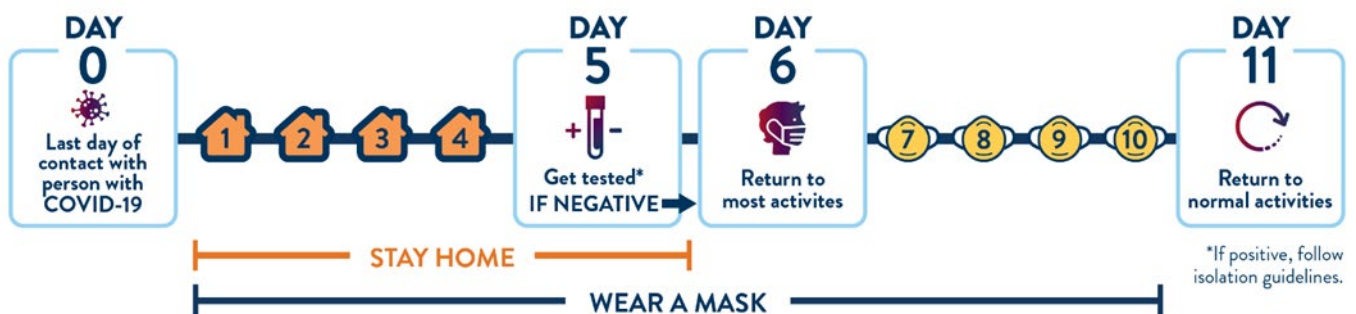 DAY
0
Last day of
contact with
person with
COVID-19
1
2
3
4
DAY
5
+ -
Get tested*
IF NEGATIVE
DAY
6
Return to
most activites
7
8
9
10
DAY
11
Return to
normal activities
STAY HOME
*If positive, follow
isolation guidelines.
WEAR A MASK